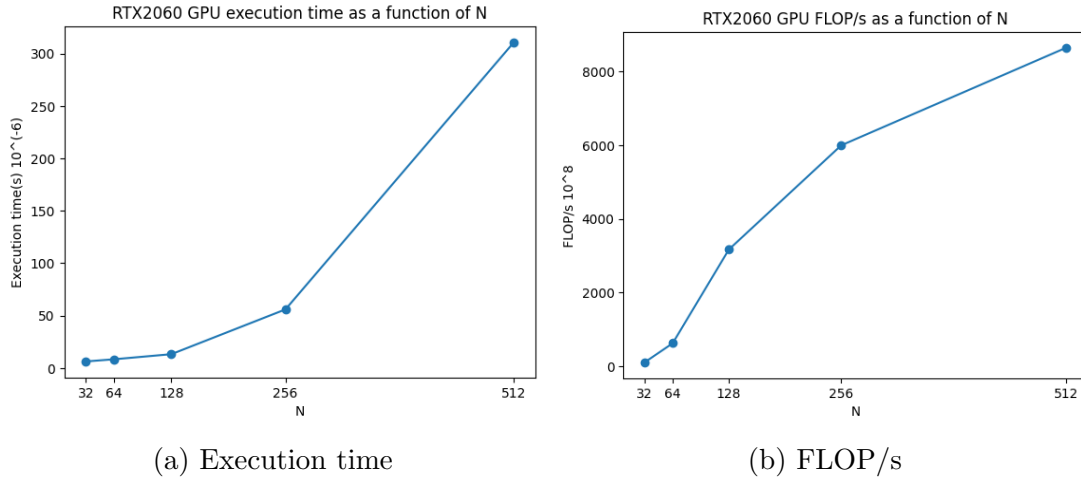 RTX2060 GPU execution time as a function of N
Execution time(s) 10^(-6)
300
250
200
150
100
50
0
32 64 128 256 512
N
(a) Execution time
RTX2060 GPU FLOP/s as a function of N
FLOP/s 10^8
8000
6000
4000
2000
0
32 64 128 256 512
N
(b) FLOP/s